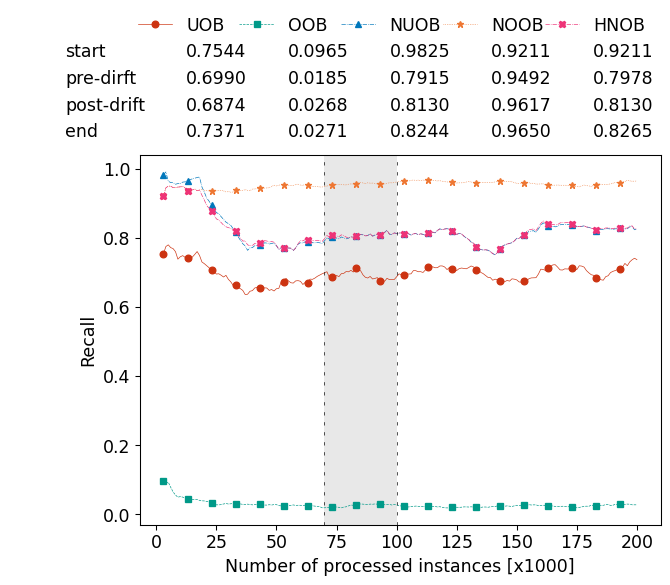 UOB OOB NUOB NOOB HNOB
start 0.7544 0.0965 0.9825 0.9211 0.9211
pre-dirft 0.6990 0.0185 0.7915 0.9492 0.7978
post-drift 0.6874 0.0268 0.8130 0.9617 0.8130
end 0.7371 0.0271 0.8244 0.9650 0.8265
1.0
0.8
0.6
0.4
0.2
0.0
Recall
0 25 50 75 100 125 150 175 200
Number of processed instances [x1000]